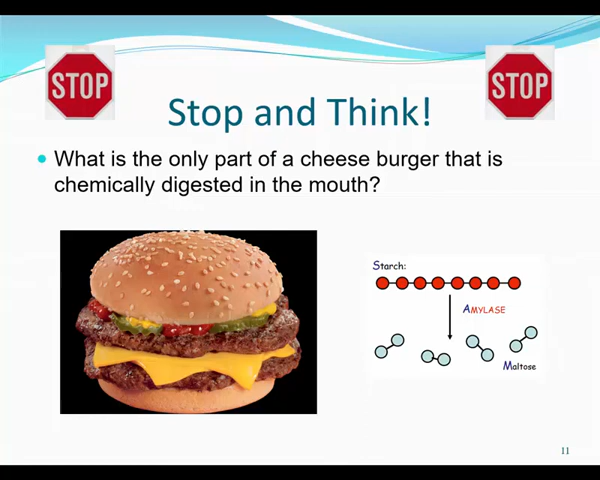 STOP
STOP
Stop and Think!
What is the only part of a cheese burger that is
chemically digested in the mouth?
Starch:
AMYLASE
Maltose
11